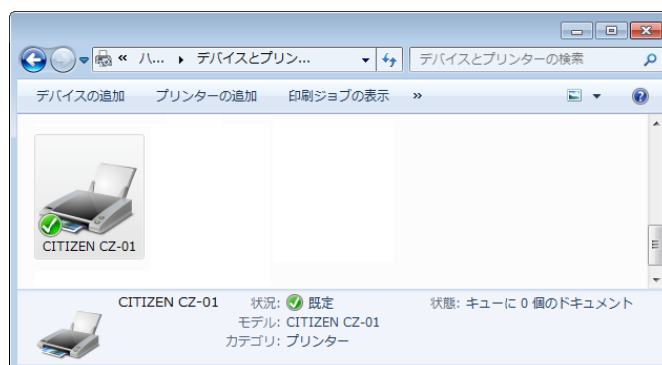 « ハ... ▸ デバイスとプリン... デバイスとプリンターの検索
デバイスの追加 プリンターの追加 印刷ジョブの表示 »
CITIZEN CZ-01
CITIZEN CZ-01 状況: 既定 状態: キューに 0 個のドキュメント
モデル: CITIZEN CZ-01
カテゴリ: プリンター